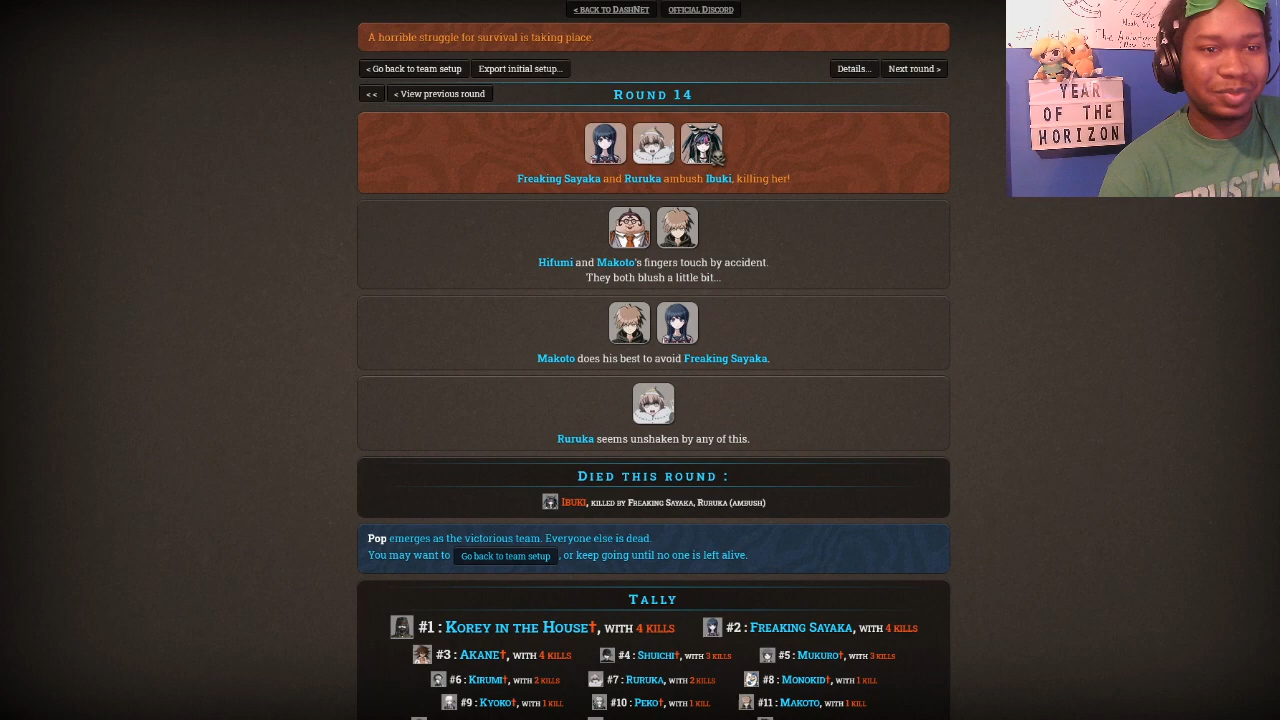 < BACK TO DASHNET
OFFICIAL DISCORD
A horrible struggle for survival is taking place.
< Go back to team setup
Export initial setup...
Details...
Next round >
< <
< View previous round
ROUND 14
Freaking Sayaka and Ruruka ambush Ibuki, killing her!
Hifumi and Makoto's fingers touch by accident.
They both blush a little bit...
Makoto does his best to avoid Freaking Sayaka.
Ruruka seems unshaken by any of this.
DIED THIS ROUND :
IBUKI, KILLED BY FREAKING SAYAKA, RURUKA (AMBUSH)
Pop emerges as the victorious team. Everyone else is dead.
You may want to Go back to team setup, or keep going until no one is left alive.
TALLY
#1 : KOREY IN THE HOUSE†, WITH 4 KILLS
#2 : FREAKING SAYAKA, WITH 4 KILLS
#3 : AKANE†, WITH 4 KILLS
#4 : SHUICHI†, WITH 3 KILLS
#5 : MUKURO†, WITH 3 KILLS
#6 : KIRUMI†, WITH 2 KILLS
#7 : RURUKA, WITH 2 KILLS
#8 : MONOKID†, WITH 1 KILL
#9 : KYOKO†, WITH 1 KILL
#10 : PEKO†, WITH 1 KILL
#11 : MAKOTO, WITH 1 KILL
YEAR
OF THE
HORIZON
TRUST M